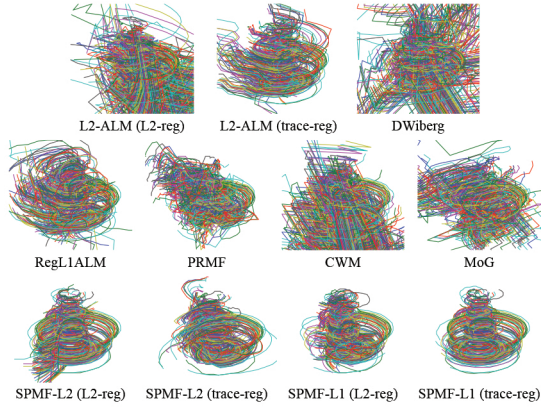 L2-ALM (L2-reg)
L2-ALM (trace-reg)
DWiberg
RegL1ALM
PRMF
CWM
MoG
SPMF-L2 (L2-reg)
SPMF-L2 (trace-reg)
SPMF-L1 (L2-reg)
SPMF-L1 (trace-reg)